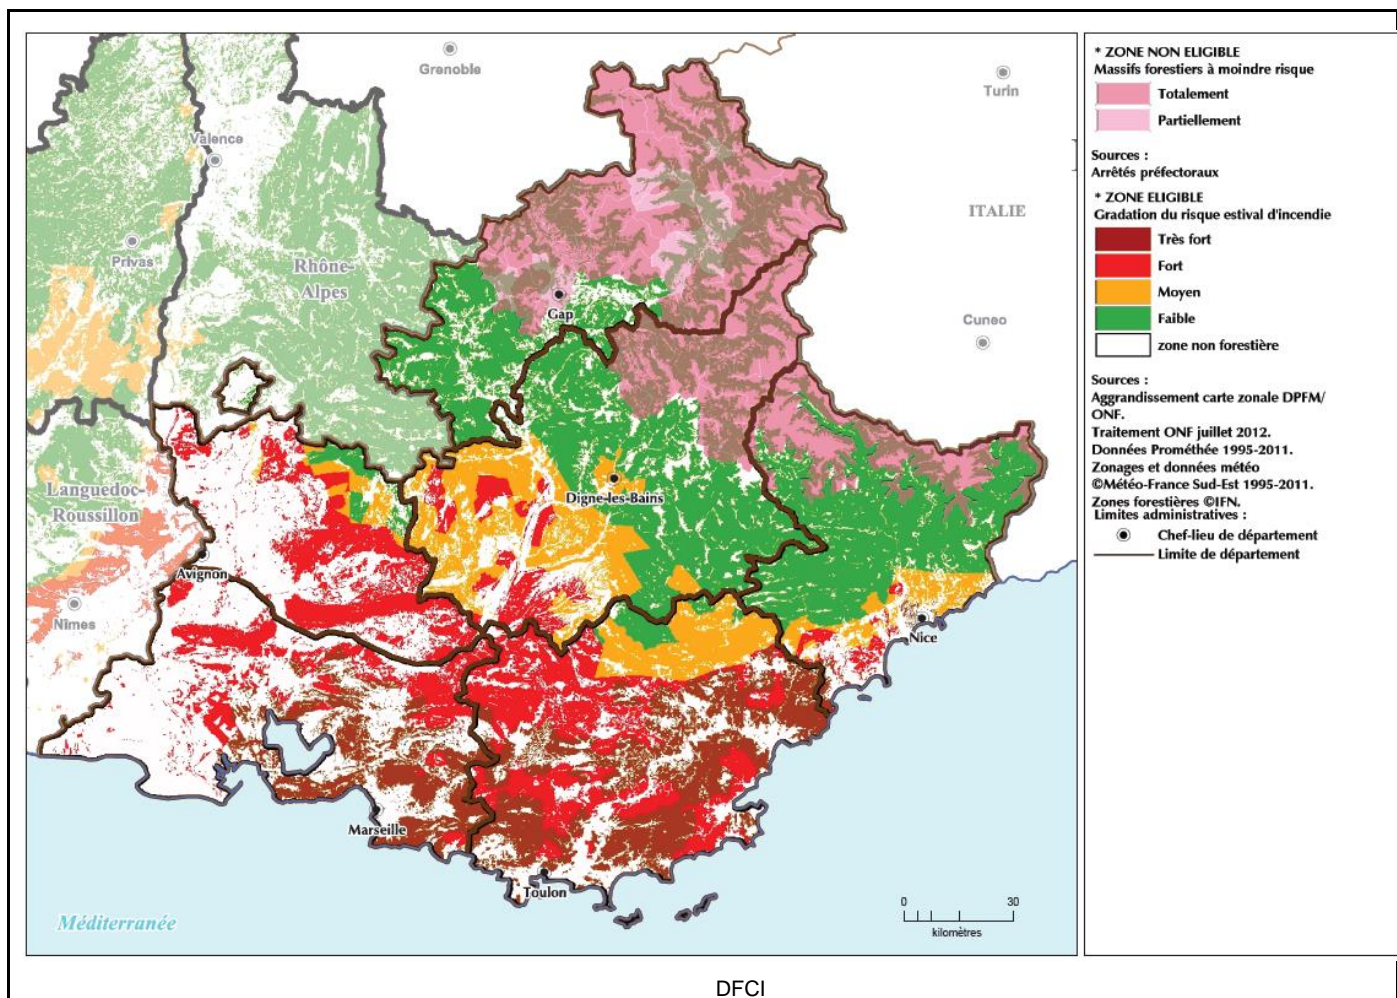 Grenoble
Turin
Valence
ITALIE
Privas
Rhône-
Alpes
Gap
Cuneo
Languedoc-
Roussillon
Digne-les-Bains
Avignon
Nîmes
Nice
Marseille
Toulon
Méditerranée
0 30
kilomètres
* ZONE NON ELIGIBLE
Massifs forestiers à moindre risque
Totalement
Partiellement
Sources :
Arrêtés préfectoraux
* ZONE ELIGIBLE
Gradation du risque estival d'incendie
Très fort
Fort
Moyen
Faible
zone non forestière
Sources :
Aggrandissement carte zonale DPFM/
ONF.
Traitement ONF juillet 2012.
Données Prométhée 1995-2011.
Zonages et données météo
©Météo-France Sud-Est 1995-2011.
Zones forestières ©IFN.
Limites administratives :
Chef-lieu de département
Limite de département
DFCI